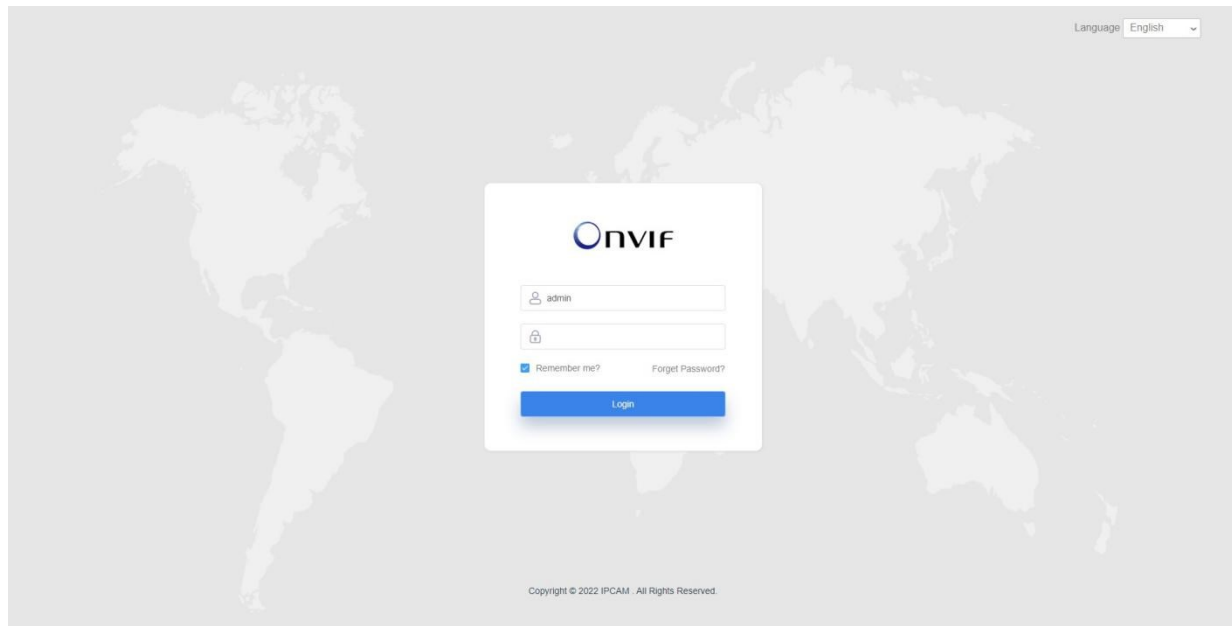 Language English
Onvif
admin
Remember me? Forget Password?
Login
Copyright © 2022 IPCAM . All Rights Reserved.